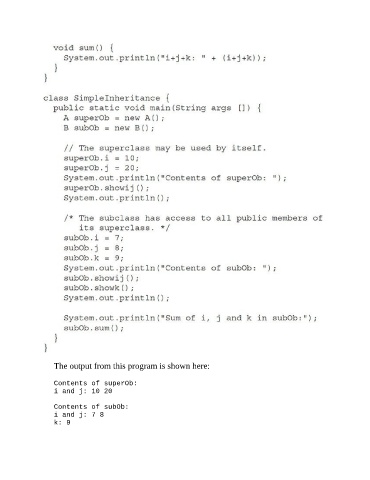 void sum() {
System.out.println("i+j+k: " + (i+j+k));
}
}
class SimpleInheritance {
public static void main(String args []) {
A superOb = new A();
B subOb = new B();
// The superclass may be used by itself.
superOb.i = 10;
superOb.j = 20;
System.out.println("Contents of superOb: ");
superOb.showij();
System.out.println();
/* The subclass has access to all public members of
its superclass. */
subOb.i = 7;
subOb.j = 8;
subOb.k = 9;
System.out.println("Contents of subOb: ");
subOb.showij();
subOb.showk();
System.out.println();
System.out.println("Sum of i, j and k in subOb:");
subOb.sum();
}
}
The output from this program is shown here:
Contents of superOb:
i and j: 10 20
Contents of subOb:
i and j: 7 8
k: 9